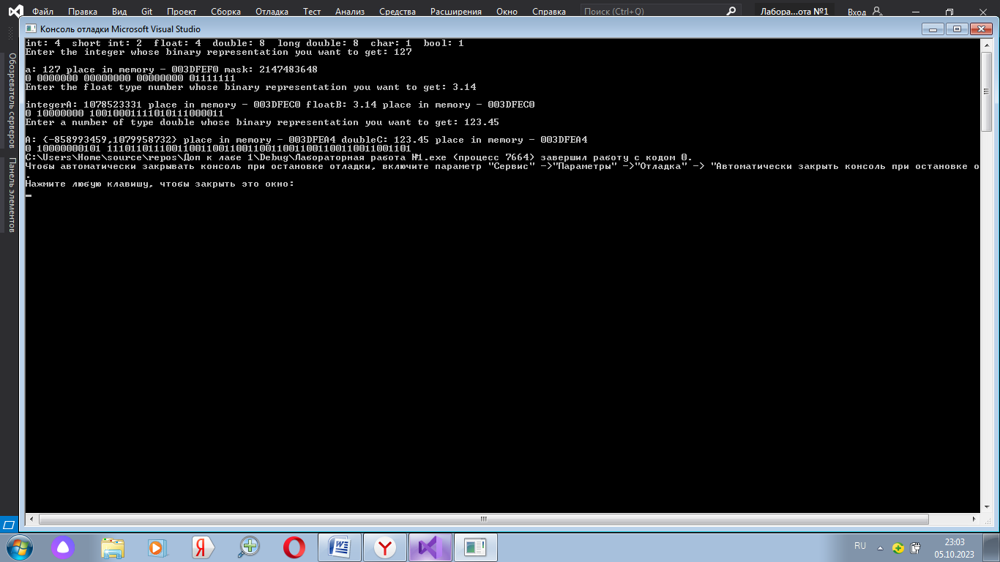 Файл Правка Вид Git Проект Сборка Отладка Тест Анализ Средства Расширения Окно Справка Поиск (Ctrl+Q) Лабора...ота №1 Вход
Консоль отладки Microsoft Visual Studio
Обозреватель серверов
Панель элементов
int: 4 short int: 2 float: 4 double: 8 long double: 8 char: 1 bool: 1
Enter the integer whose binary representation you want to get: 127
a: 127 place in memory - 003DFEF0 mask: 2147483648
0 0000000 00000000 00000000 01111111
Enter the float type number whose binary representation you want to get: 3.14
integerA: 1078523331 place in memory - 003DFEC0 floatB: 3.14 place in memory - 003DFEC0
0 10000000 10010001111010111000011
Enter a number of type double whose binary representation you want to get: 123.45
A: {-858993459,1079958732} place in memory - 003DFEA4 doubleC: 123.45 place in memory - 003DFEA4
0 10000000101 1110110111001100110011001100110011001100110011001101
C:\Users\Home\source\repos\Доп к лабе 1\Debug\Лабораторная работа №1.exe (процесс 7664) завершил работу с кодом 0.
Чтобы автоматически закрывать консоль при остановке отладки, включите параметр "Сервис" ->"Параметры" ->"Отладка" -> "Автоматически закрыть консоль при остановке о
.
Нажмите любую клавишу, чтобы закрыть это окно:
RU
23:03
05.10.2023